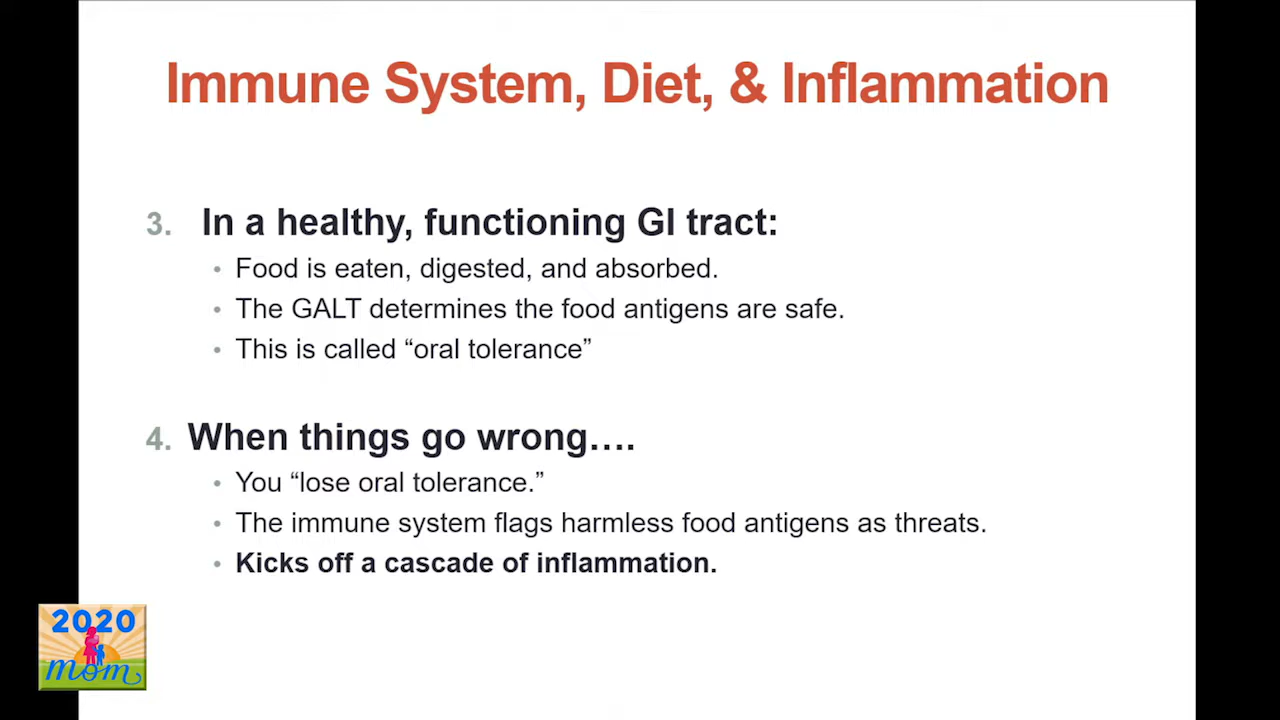 Immune System, Diet, & Inflammation
3. In a healthy, functioning GI tract:
• Food is eaten, digested, and absorbed.
• The GALT determines the food antigens are safe.
• This is called “oral tolerance”
4. When things go wrong….
• You “lose oral tolerance.”
• The immune system flags harmless food antigens as threats.
• Kicks off a cascade of inflammation.
2020
mom